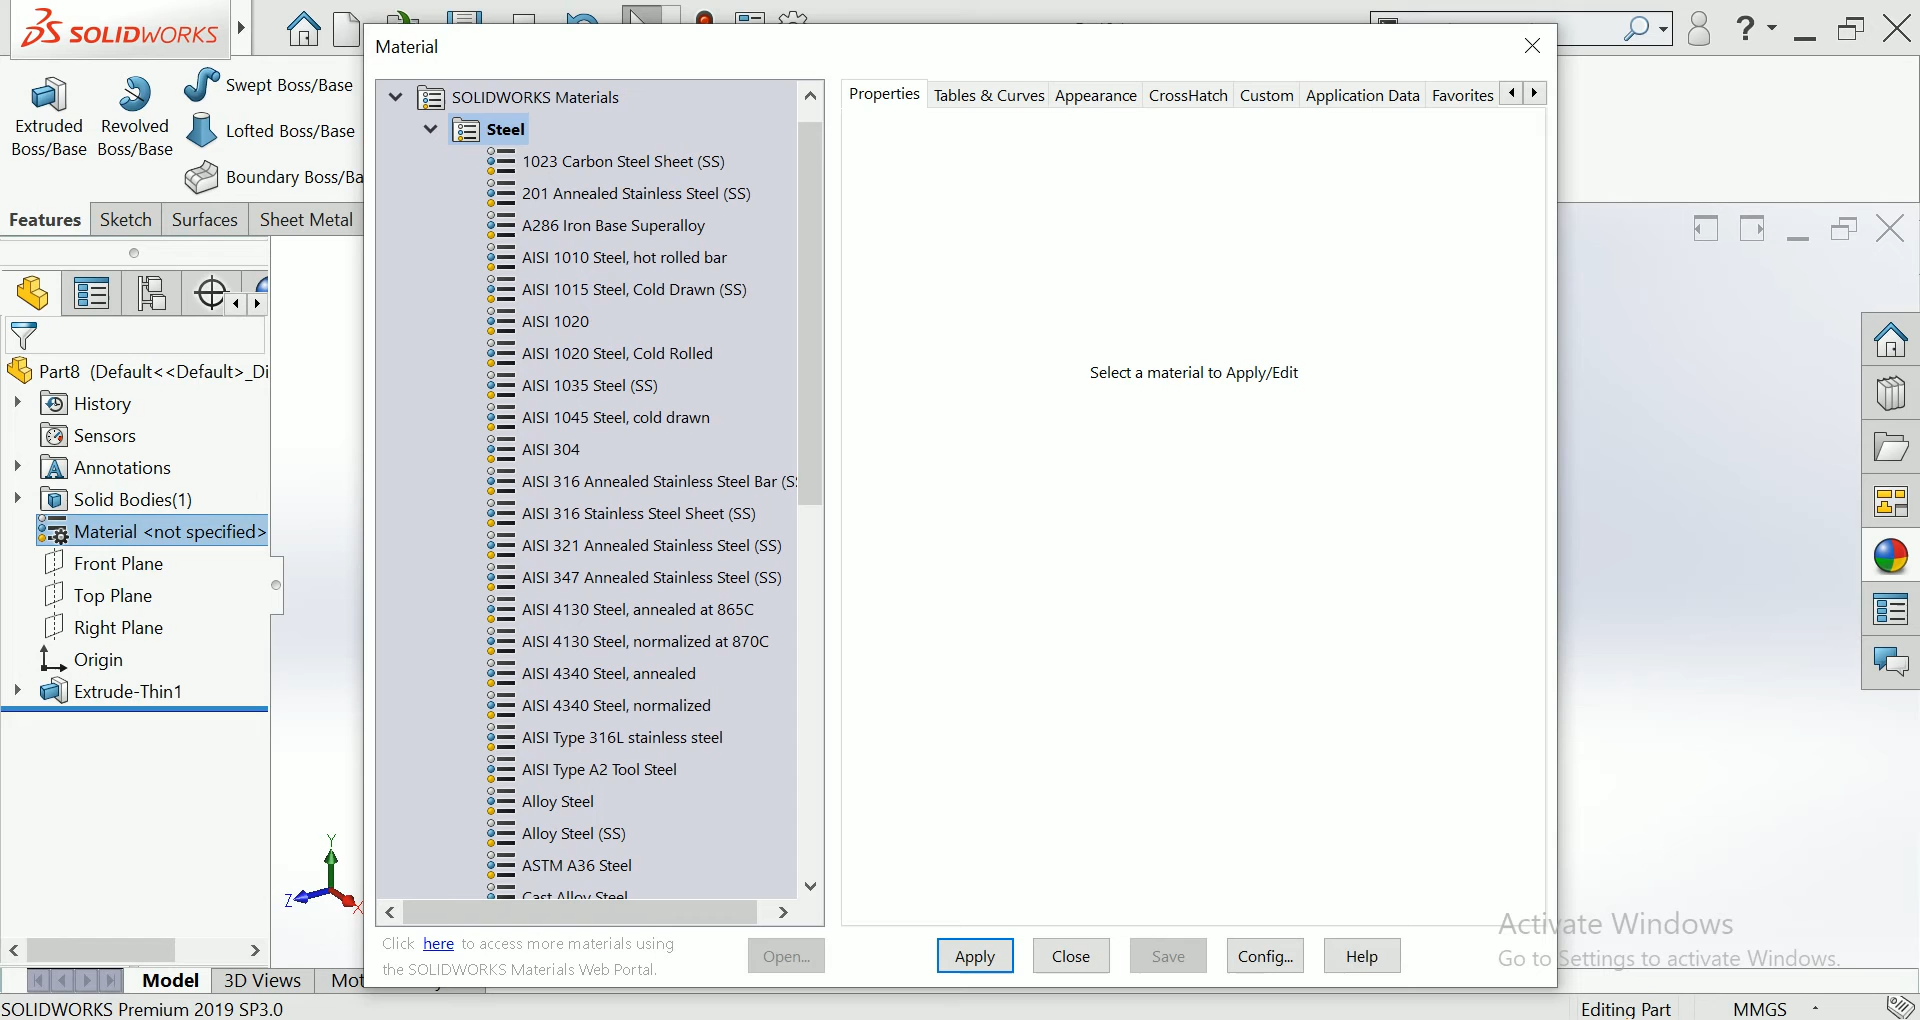 SOLIDWORKS
Material
Extruded
Boss/Base
Revolved
Boss/Base
Swept Boss/Base
Lofted Boss/Base
Boundary Boss/Ba
Features
Sketch
Surfaces
Sheet Metal
Part8 (Default<<Default>_Di
History
Sensors
Annotations
Solid Bodies(1)
Material <not specified>
Front Plane
Top Plane
Right Plane
Origin
Extrude-Thin1
SOLIDWORKS Materials
Steel
1023 Carbon Steel Sheet (SS)
201 Annealed Stainless Steel (SS)
A286 Iron Base Superalloy
AISI 1010 Steel, hot rolled bar
AISI 1015 Steel, Cold Drawn (SS)
AISI 1020
AISI 1020 Steel, Cold Rolled
AISI 1035 Steel (SS)
AISI 1045 Steel, cold drawn
AISI 304
AISI 316 Annealed Stainless Steel Bar (S
AISI 316 Stainless Steel Sheet (SS)
AISI 321 Annealed Stainless Steel (SS)
AISI 347 Annealed Stainless Steel (SS)
AISI 4130 Steel, annealed at 865C
AISI 4130 Steel, normalized at 870C
AISI 4340 Steel, annealed
AISI 4340 Steel, normalized
AISI Type 316L stainless steel
AISI Type A2 Tool Steel
Alloy Steel
Alloy Steel (SS)
ASTM A36 Steel
Cast Alloy Steel
Click here to access more materials using
the SOLIDWORKS Materials Web Portal.
Open...
Properties
Tables & Curves
Appearance
CrossHatch
Custom
Application Data
Favorites
Select a material to Apply/Edit
Apply
Close
Save
Config...
Help
Activate Windows
Go to Settings to activate Windows.
Y
Z
X
Model
3D Views
Mot
SOLIDWORKS Premium 2019 SP3.0
Editing Part
MMGS